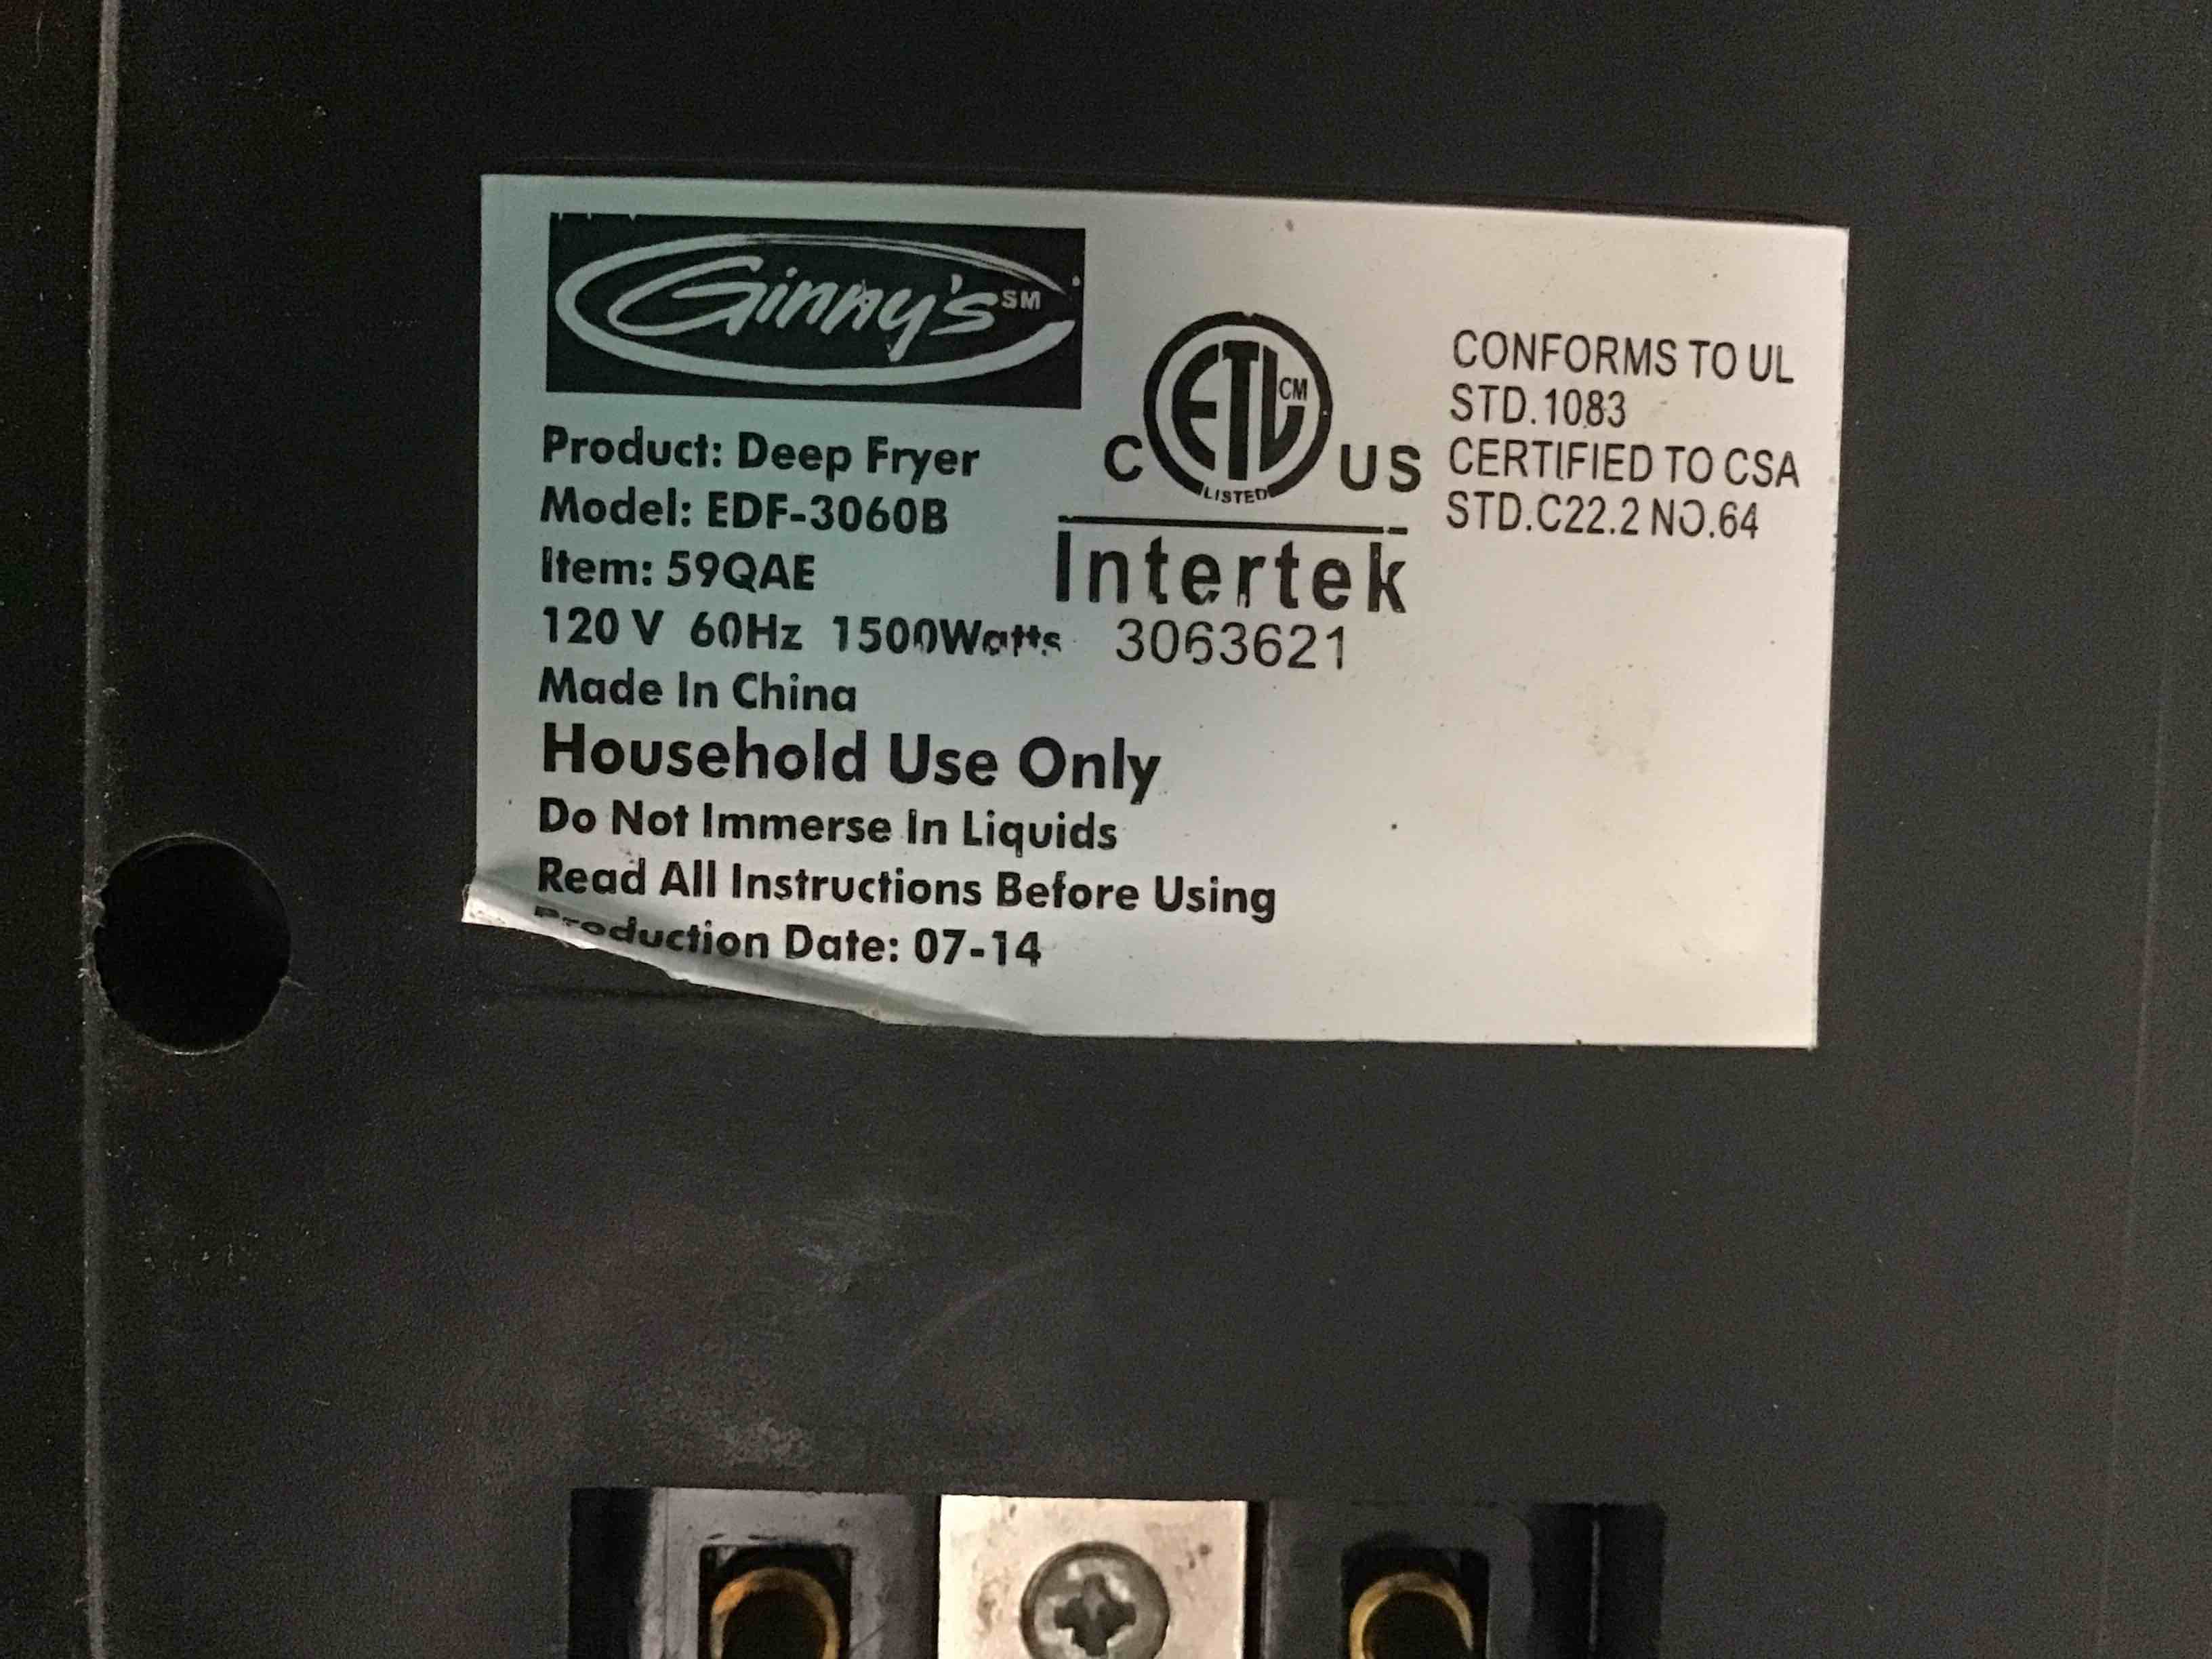 Ginny's SM
Product: Deep Fryer
Model: EDF-3060B
Item: 59QAE
120 V 60Hz 1500Watts
Made In China
Household Use Only
Do Not Immerse In Liquids
Read All Instructions Before Using
Production Date: 07-14
C ETL CM US
LISTED
Intertek
3063621
CONFORMS TO UL
STD.1083
CERTIFIED TO CSA
STD.C22.2 NO.64